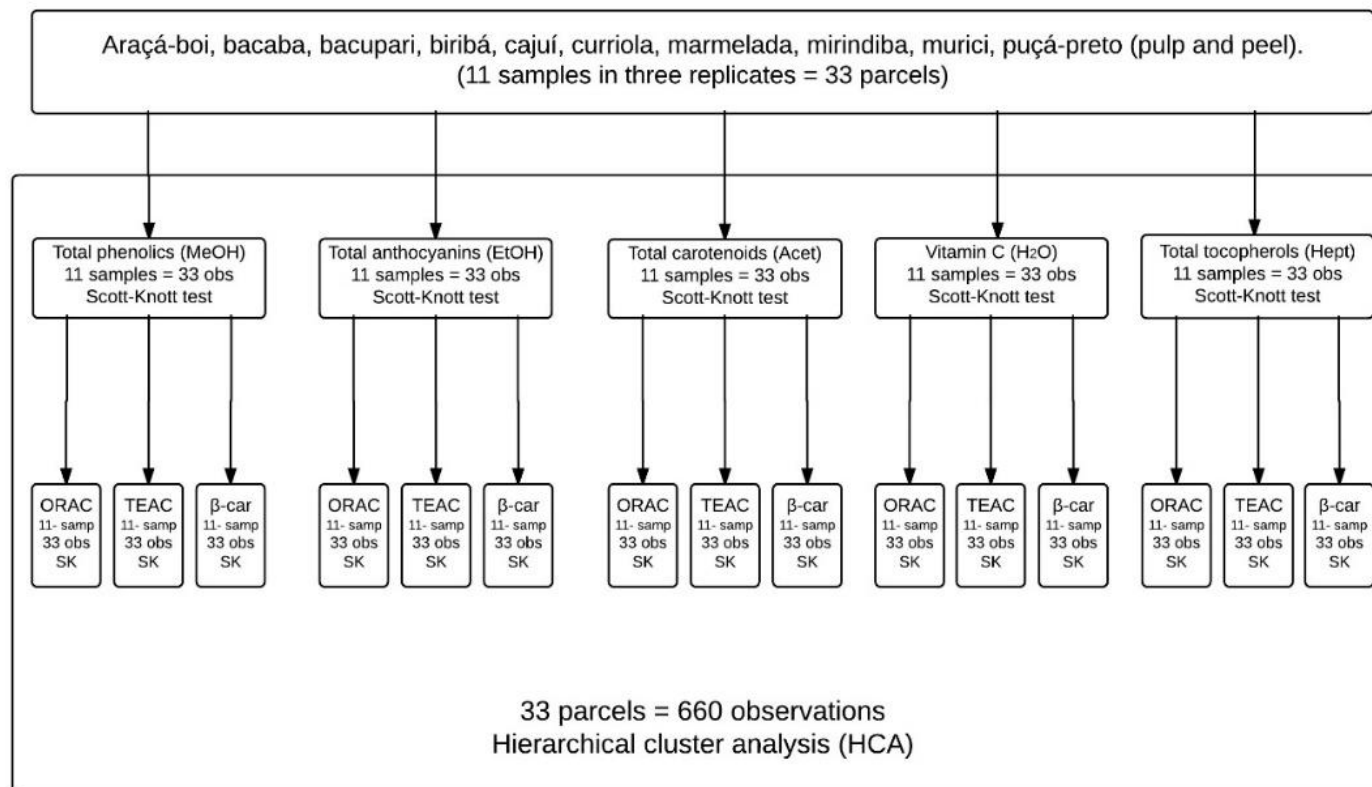 Araçá-boi, bacaba, bacupari, biribá, cajuí, curriola, marmelada, mirindiba, murici, puçá-preto (pulp and peel).
(11 samples in three replicates = 33 parcels)
Total phenolics (MeOH)
11 samples = 33 obs
Scott-Knott test
Total anthocyanins (EtOH)
11 samples = 33 obs
Scott-Knott test
Total carotenoids (Acet)
11 samples = 33 obs
Scott-Knott test
Vitamin C (H₂O)
11 samples = 33 obs
Scott-Knott test
Total tocopherols (Hept)
11 samples = 33 obs
Scott-Knott test
ORAC
11- samp
33 obs
SK
TEAC
11- samp
33 obs
SK
β-car
11- samp
33 obs
SK
ORAC
11- samp
33 obs
SK
TEAC
11- samp
33 obs
SK
β-car
11- samp
33 obs
SK
ORAC
11- samp
33 obs
SK
TEAC
11- samp
33 obs
SK
β-car
11- samp
33 obs
SK
ORAC
11- samp
33 obs
SK
TEAC
11- samp
33 obs
SK
β-car
11- samp
33 obs
SK
ORAC
11- samp
33 obs
SK
TEAC
11- samp
33 obs
SK
β-car
11- samp
33 obs
SK
33 parcels = 660 observations
Hierarchical cluster analysis (HCA)